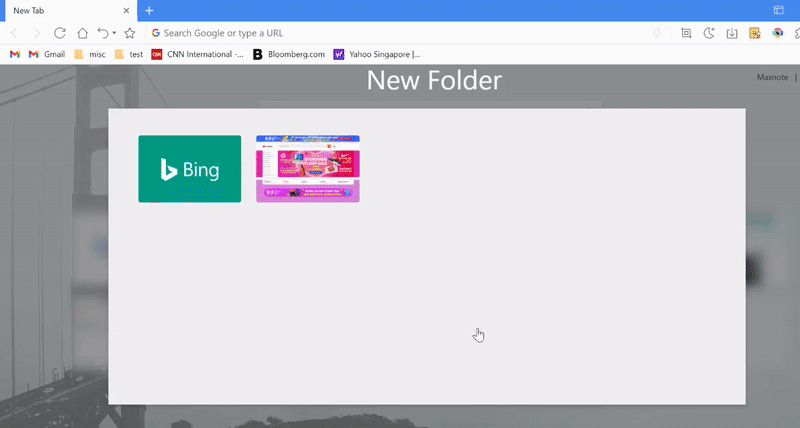 New Tab
Search Google or type a URL
Gmail misc test CNN International -... Bloomberg.com Yahoo Singapore |...
New Folder
Maxnote |
Bing